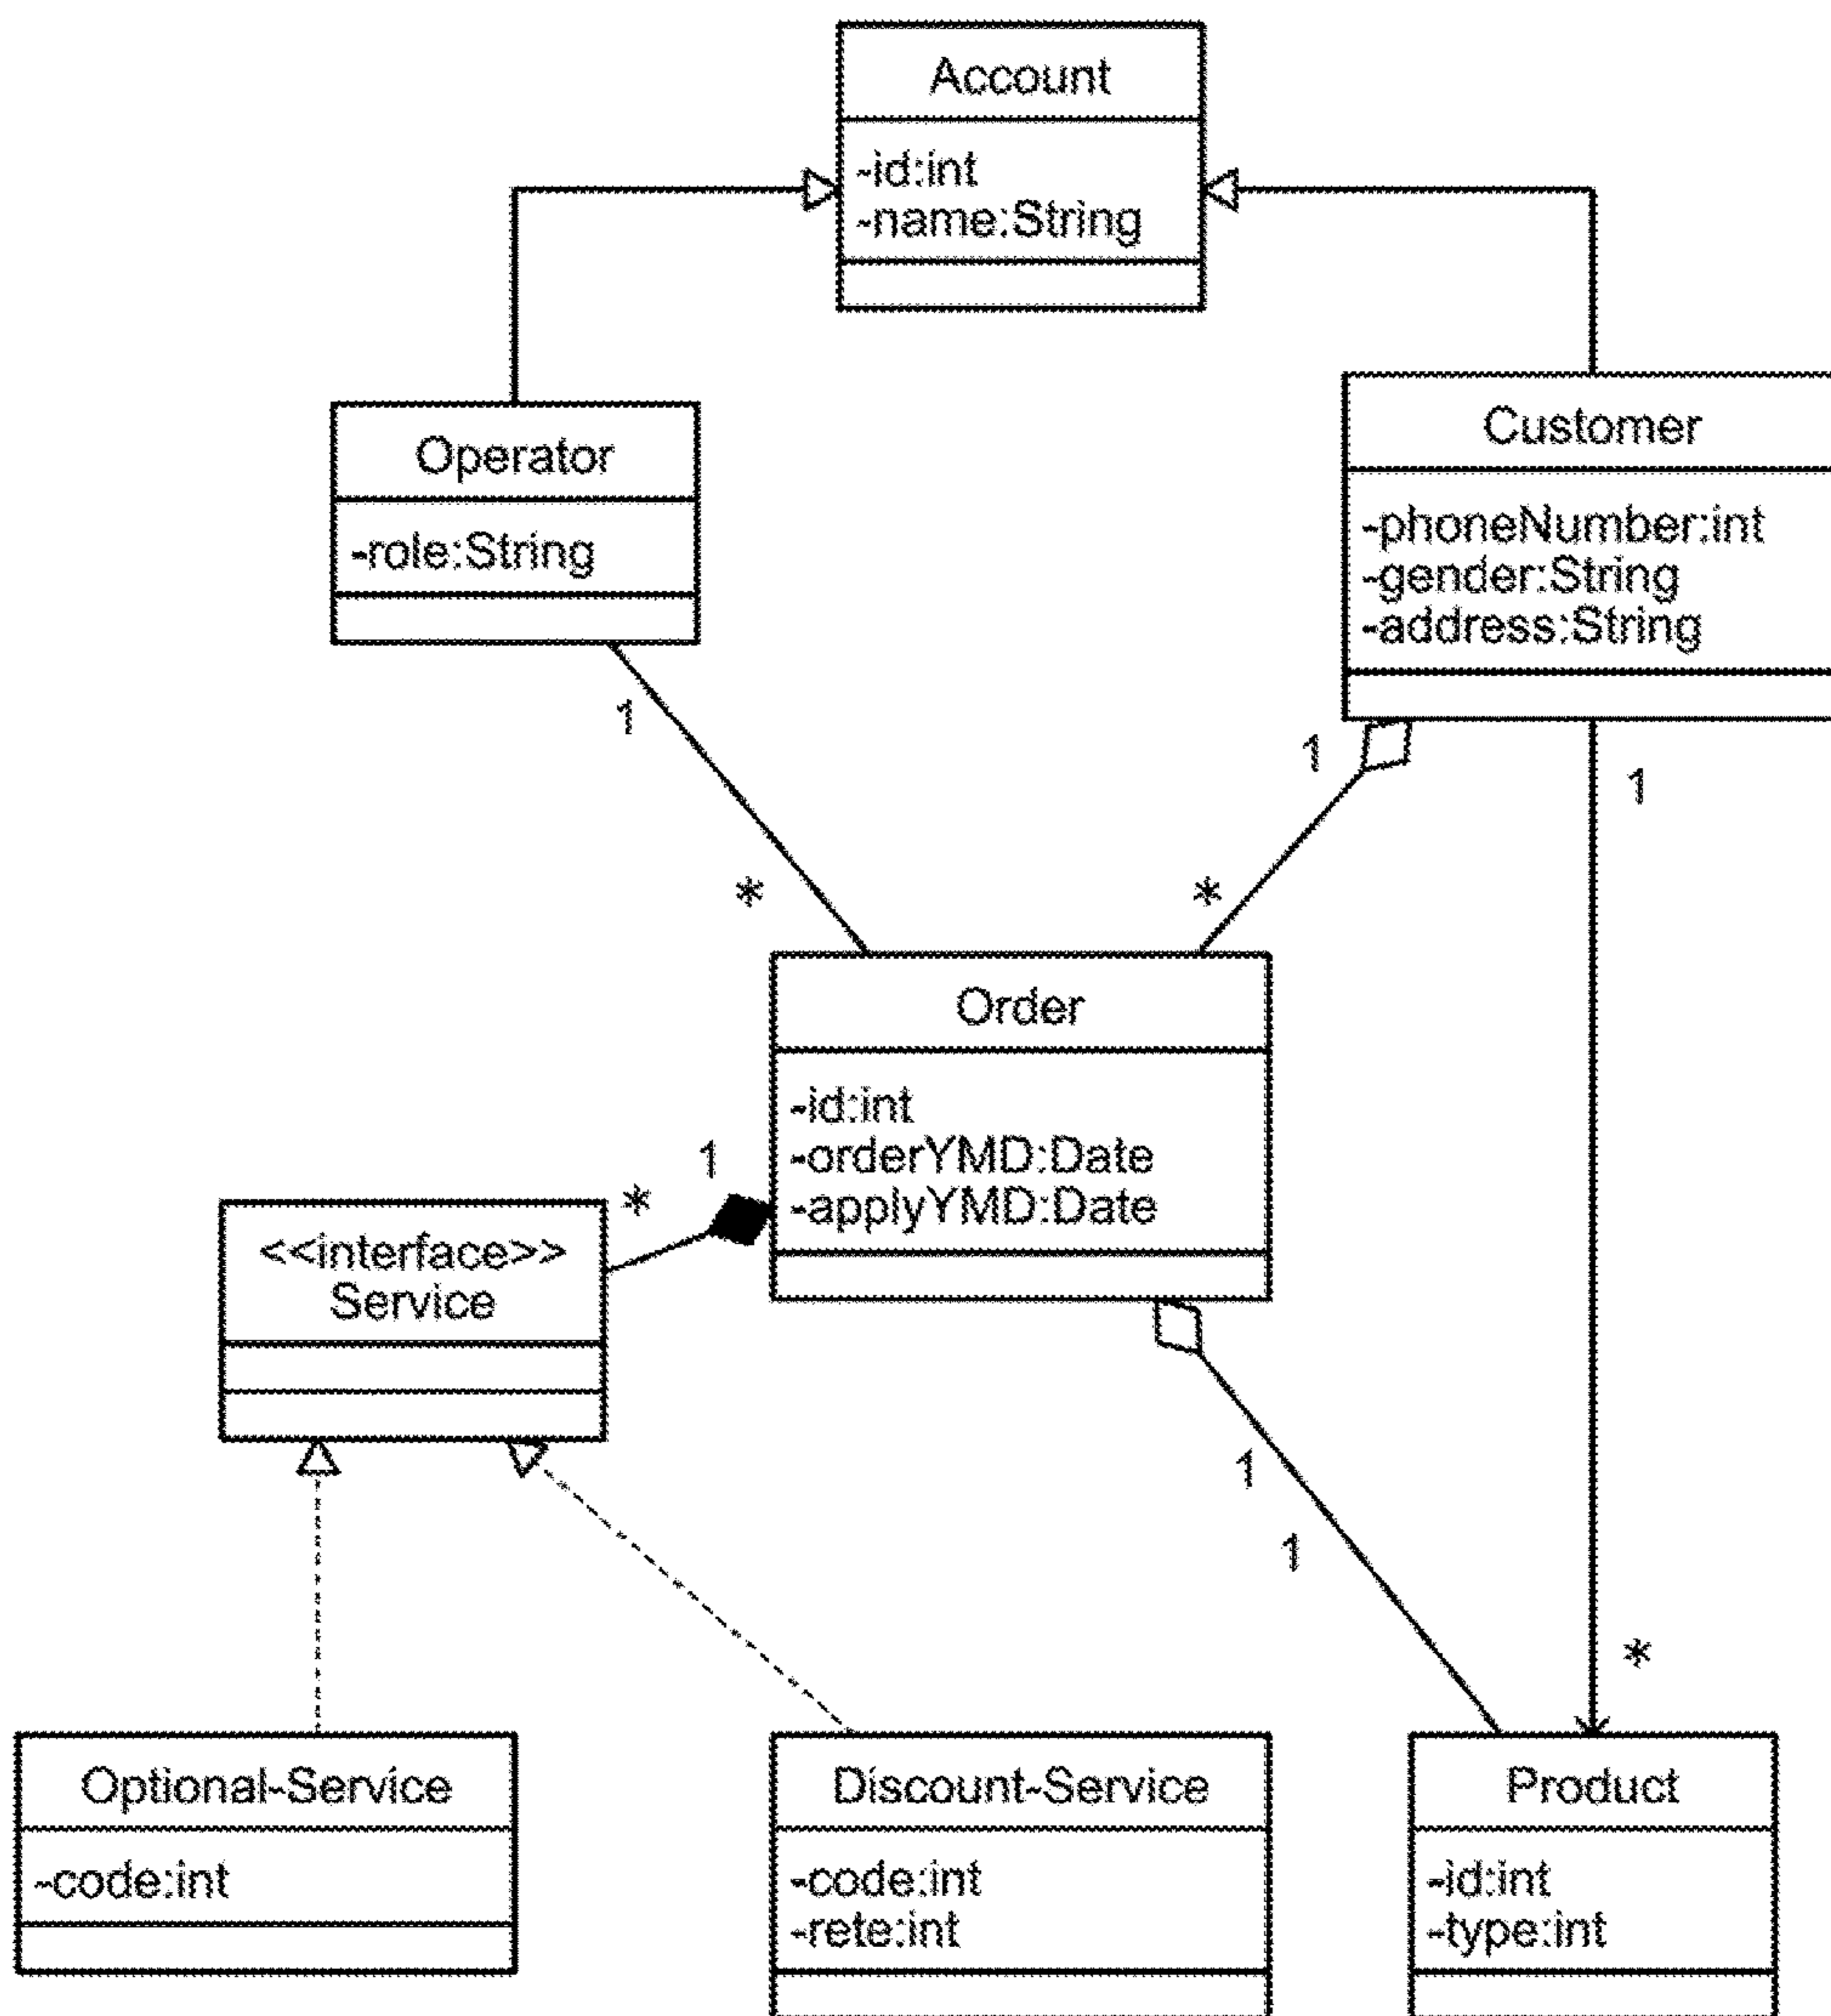 Account
-id:int
-name:String
Operator
-role:String
Customer
-phoneNumber:int
-gender:String
-address:String
1
1
1
*
*
Order
-id:int
-orderYMD:Date
-applyYMD:Date
1
*
<<interface>>
Service
1
1
*
Optional-Service
-code:int
Discount-Service
-code:int
-rete:int
Product
-id:int
-type:int